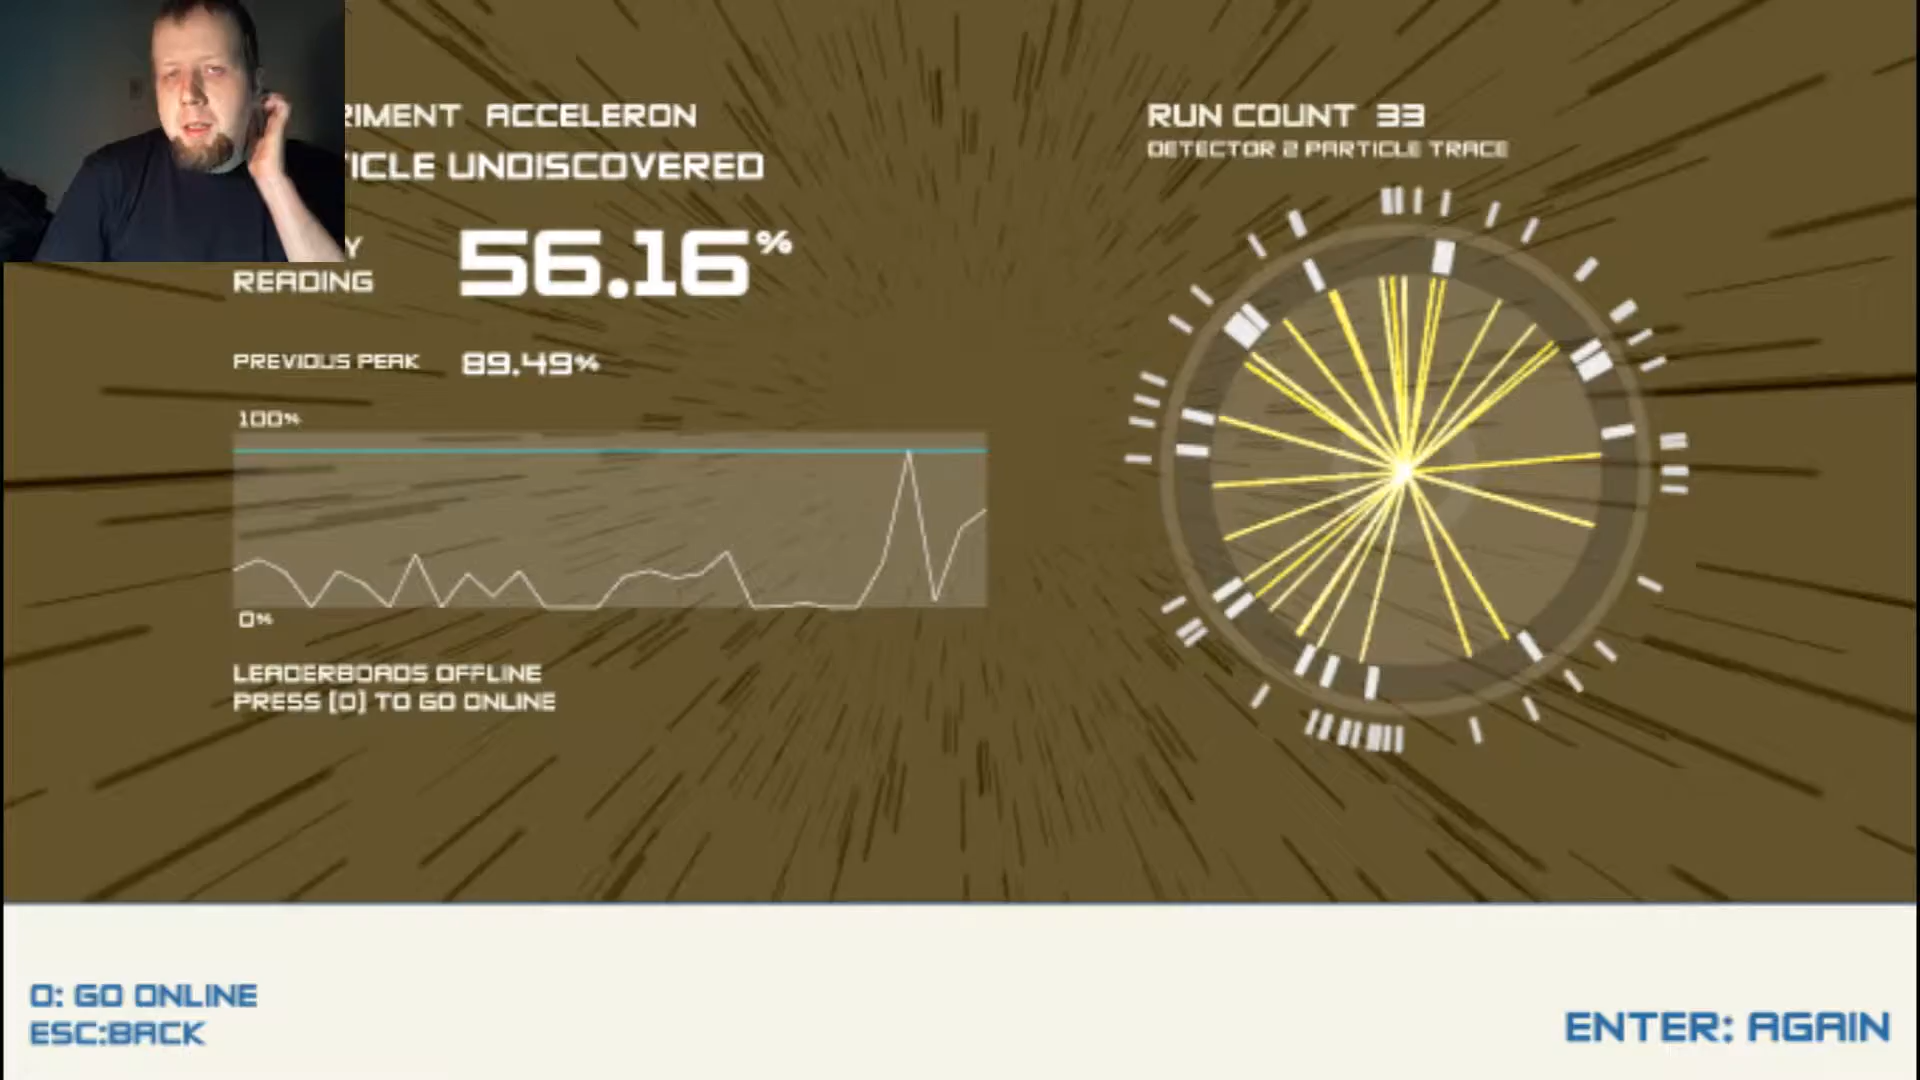 RIMENT ACCELERON
ICLE UNDISCOVERED
Y
READING 56.16%
PREVIOUS PEAK 89.49%
100%
0%
LEADERBOARDS OFFLINE
PRESS [O] TO GO ONLINE
RUN COUNT 33
DETECTOR 2 PARTICLE TRACE
O: GO ONLINE
ESC:BACK
ENTER: AGAIN